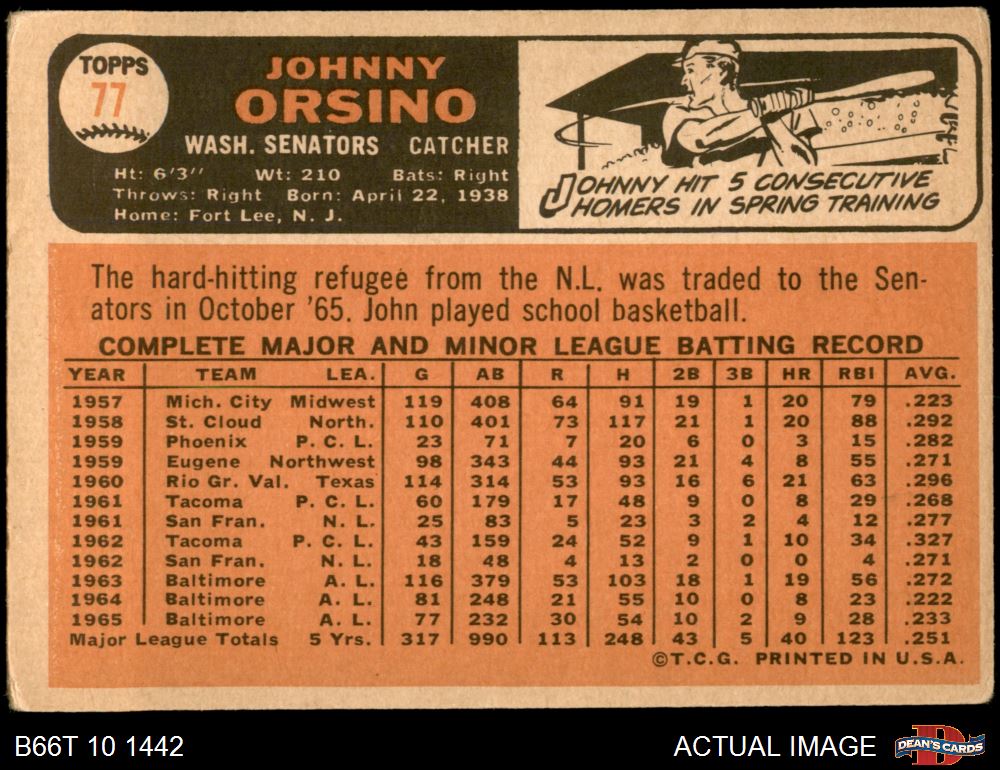 TOPPS
77
JOHNNY
ORSINO
WASH. SENATORS CATCHER
Ht: 6'3" Wt: 210 Bats: Right
Throws: Right Born: April 22, 1938
Home: Fort Lee, N. J.
JOHNNY HIT 5 CONSECUTIVE
HOMERS IN SPRING TRAINING
The hard-hitting refugee from the N.L. was traded to the Sen-
ators in October '65. John played school basketball.
COMPLETE MAJOR AND MINOR LEAGUE BATTING RECORD
YEAR TEAM LEA. G AB R H 2B 3B HR RBI AVG.
1957 Mich. City Midwest 119 408 64 91 19 1 20 79 .223
1958 St. Cloud North. 110 401 73 117 21 1 20 88 .292
1959 Phoenix P. C. L. 23 71 7 20 6 0 3 15 .282
1959 Eugene Northwest 98 343 44 93 21 4 8 55 .271
1960 Rio Gr. Val. Texas 114 314 53 93 16 6 21 63 .296
1961 Tacoma P. C. L. 60 179 17 48 9 0 8 29 .268
1961 San Fran. N. L. 25 83 5 23 3 2 4 12 .277
1962 Tacoma P. C. L. 43 159 24 52 9 1 10 34 .327
1962 San Fran. N. L. 18 48 4 13 2 0 0 4 .271
1963 Baltimore A. L. 116 379 53 103 18 1 19 56 .272
1964 Baltimore A. L. 81 248 21 55 10 0 8 23 .222
1965 Baltimore A. L. 77 232 30 54 10 2 9 28 .233
Major League Totals 5 Yrs. 317 990 113 248 43 5 40 123 .251
©T.C.G. PRINTED IN U.S.A.
B66T 10 1442
ACTUAL IMAGE
DEAN'S CARDS